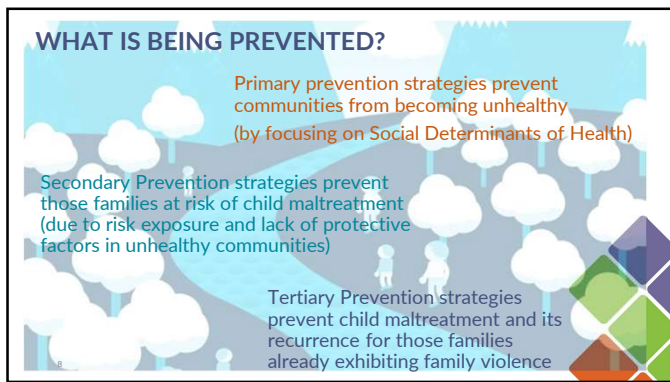 WHAT IS BEING PREVENTED?
Primary prevention strategies prevent
communities from becoming unhealthy
(by focusing on Social Determinants of Health)
Secondary Prevention strategies prevent
those families at risk of child maltreatment
(due to risk exposure and lack of protective
factors in unhealthy communities)
Tertiary Prevention strategies
prevent child maltreatment and its
recurrence for those families
already exhibiting family violence
8